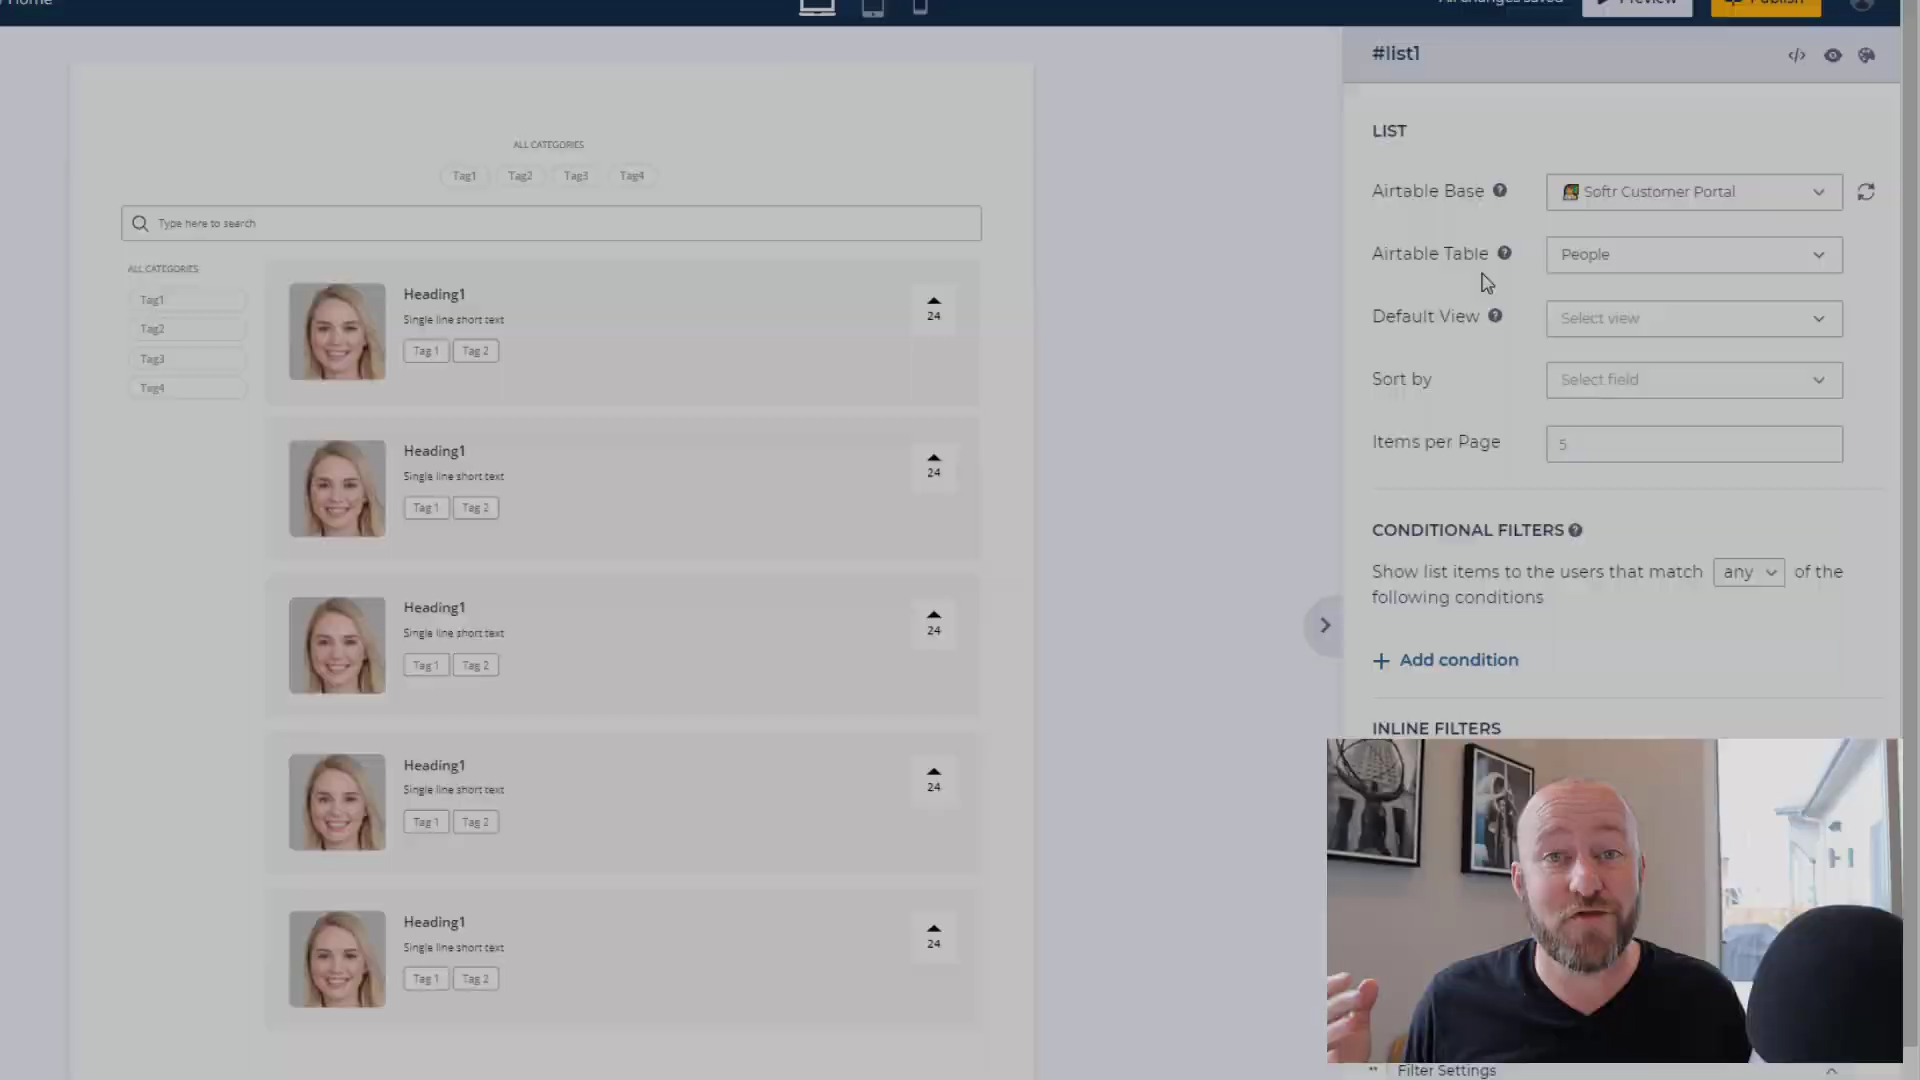 Home
All changes saved
Preview
Publish
#list1
ALL CATEGORIES
Tag1
Tag2
Tag3
Tag4
Type here to search
ALL CATEGORIES
Tag1
Tag2
Tag3
Tag4
Heading1
Single line short text
Tag 1
Tag 2
24
Heading1
Single line short text
Tag 1
Tag 2
24
Heading1
Single line short text
Tag 1
Tag 2
24
Heading1
Single line short text
Tag 1
Tag 2
24
Heading1
Single line short text
Tag 1
Tag 2
24
LIST
Airtable Base
Softr Customer Portal
Airtable Table
People
Default View
Select view
Sort by
Select field
Items per Page
5
CONDITIONAL FILTERS
Show list items to the users that match any of the
following conditions
+ Add condition
INLINE FILTERS
Filter Settings